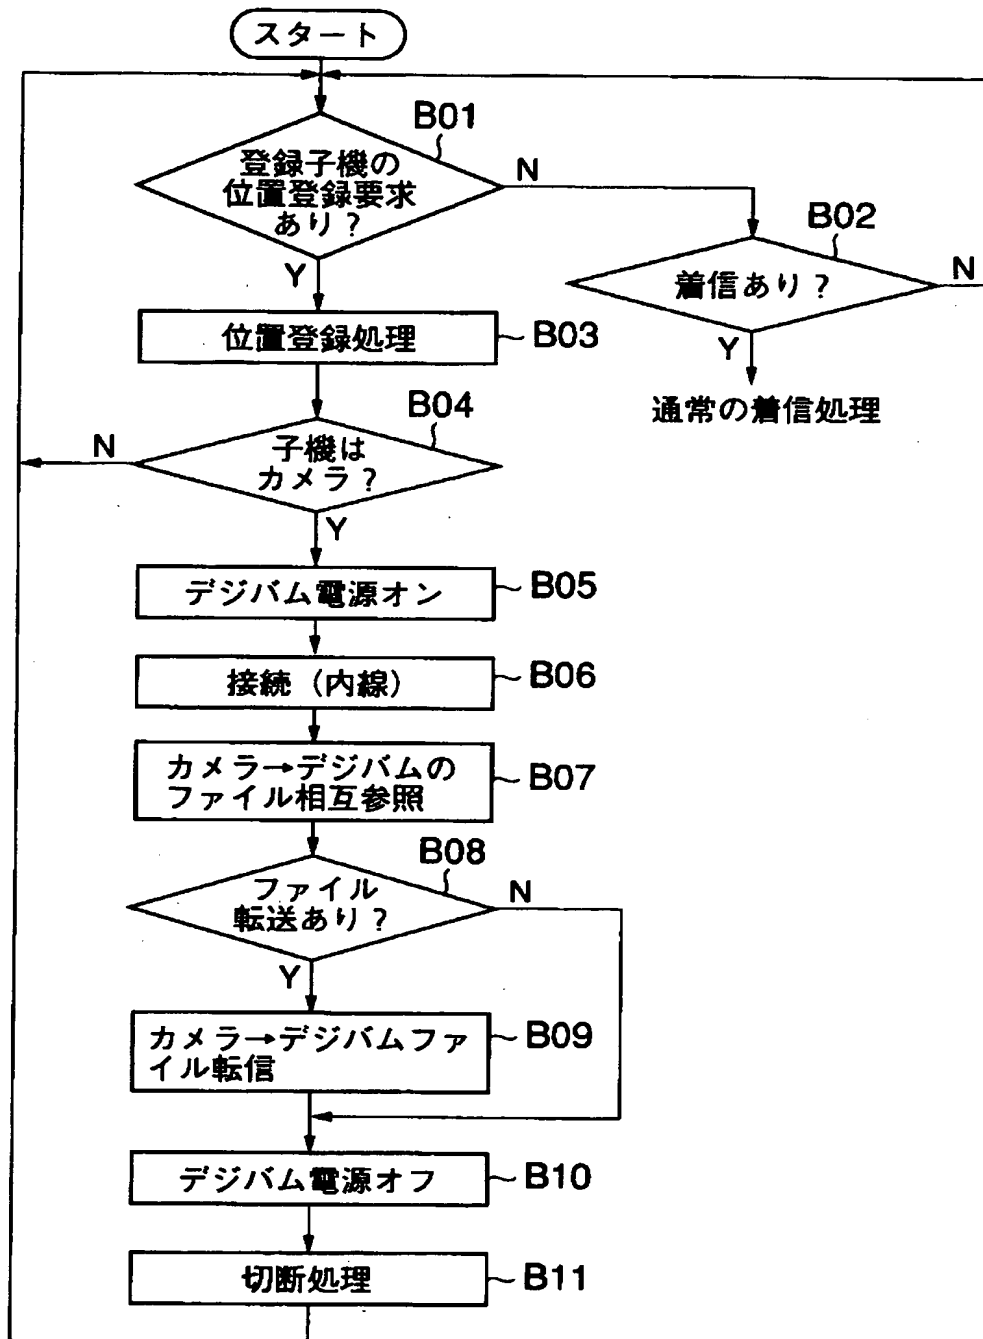 スタート
B01
登録子機の
位置登録要求
あり？
N
Y
B02
着信あり？
N
Y
通常の着信処理
位置登録処理
B03
B04
子機は
カメラ？
N
Y
デジバム電源オン
B05
接続（内線）
B06
カメラ→デジバムの
ファイル相互参照
B07
B08
ファイル
転送あり？
N
Y
カメラ→デジバムファ
イル転信
B09
デジバム電源オフ
B10
切断処理
B11